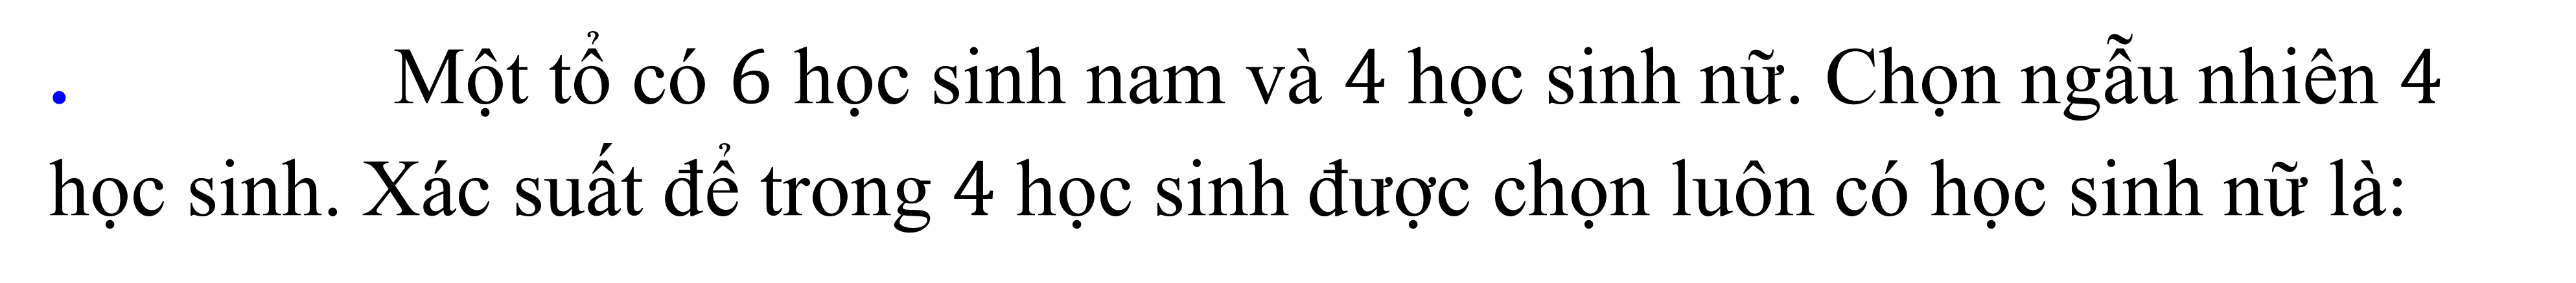 . Một tổ có 6 học sinh nam và 4 học sinh nữ. Chọn ngẫu nhiên 4
học sinh. Xác suất để trong 4 học sinh được chọn luôn có học sinh nữ là: